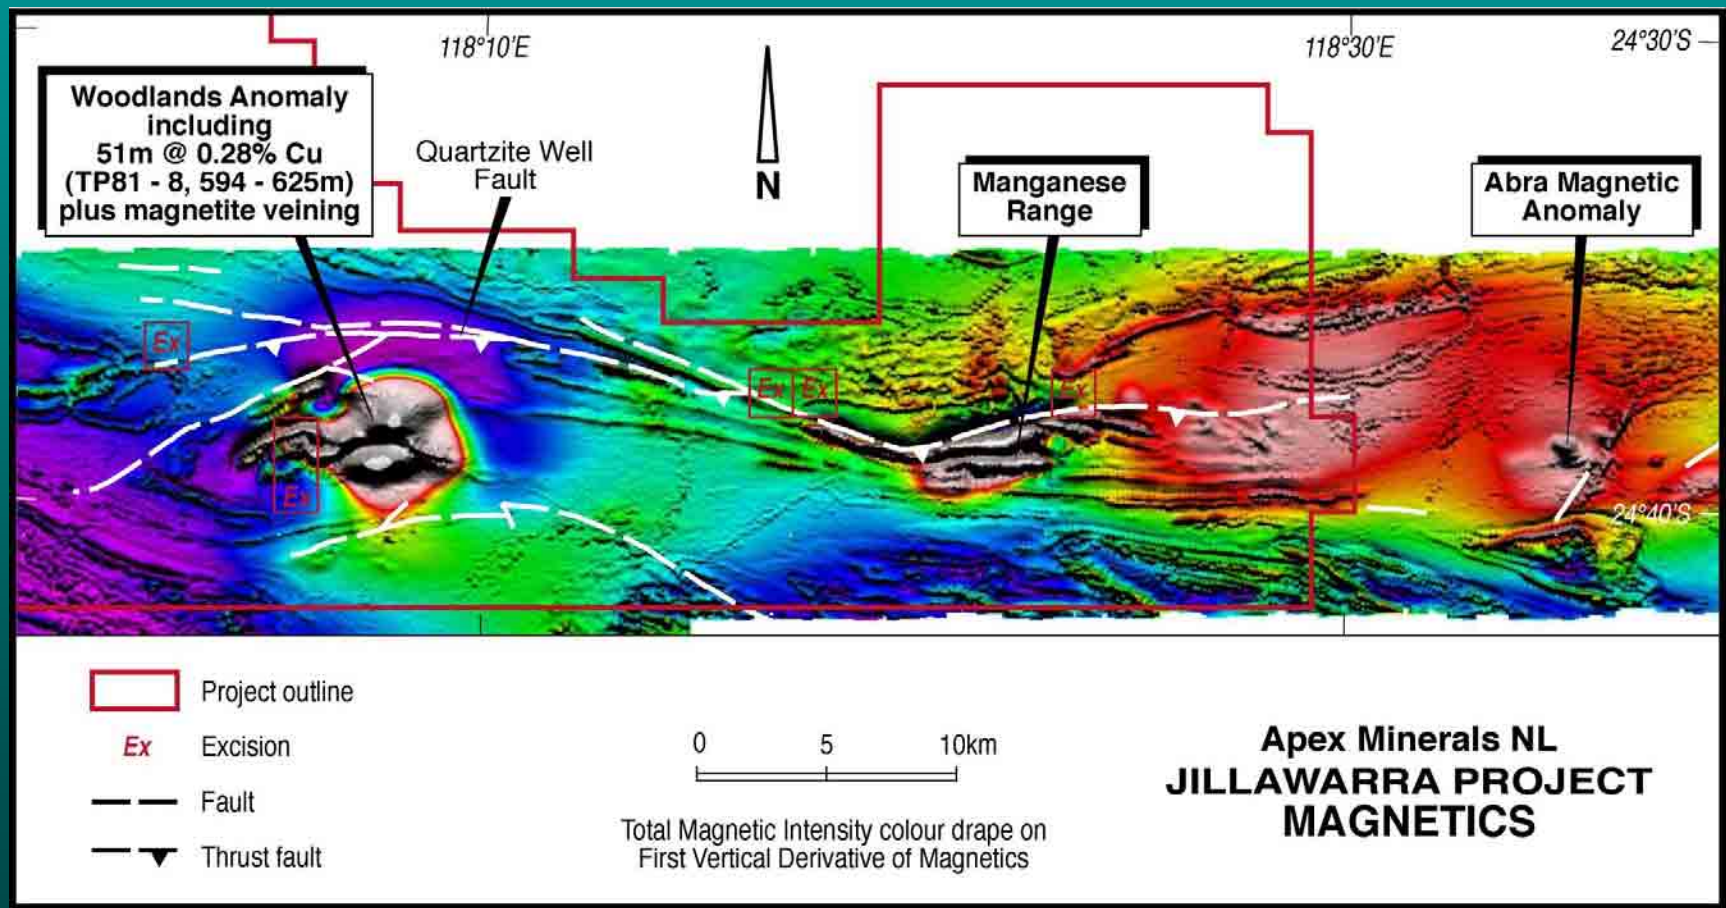 118°10'E
118°30'E
24°30'S
Woodlands Anomaly
including
51m @ 0.28% Cu
(TP81 - 8, 594 - 625m)
plus magnetite veining
Quartzite Well
Fault
N
Manganese
Range
Abra Magnetic
Anomaly
Ex
Ex
Ex
Ex
Ex
24°40'S
Project outline
Ex
Excision
Fault
Thrust fault
0
5
10km
Total Magnetic Intensity colour drape on
First Vertical Derivative of Magnetics
Apex Minerals NL
JILLAWARRA PROJECT
MAGNETICS